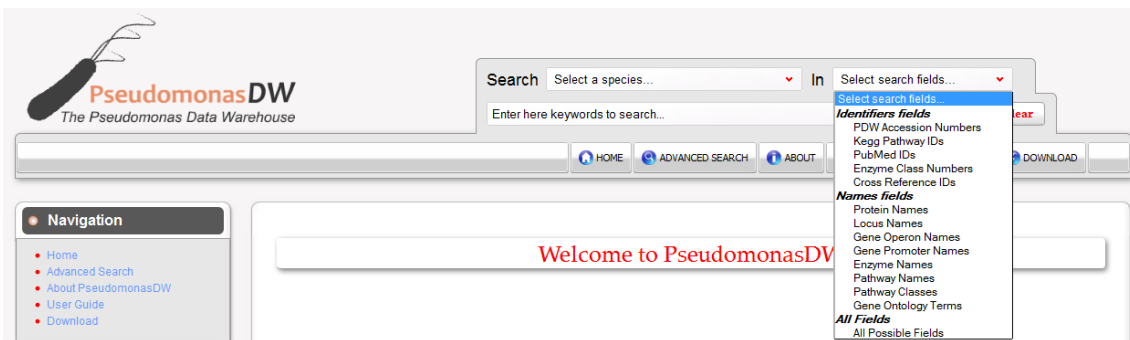 PseudomonasDW
The Pseudomonas Data Warehouse
Search Select a species... In Select search fields...
Enter here keywords to search...
lear
HOME ADVANCED SEARCH ABOUT DOWNLOAD
Select search fields...
Identifiers fields
PDW Accession Numbers
Kegg Pathway IDs
PubMed IDs
Enzyme Class Numbers
Cross Reference IDs
Names fields
Protein Names
Locus Names
Gene Operon Names
Gene Promoter Names
Enzyme Names
Pathway Names
Pathway Classes
Gene Ontology Terms
All Fields
All Possible Fields
Navigation
Home
Advanced Search
About PseudomonasDW
User Guide
Download
Welcome to PseudomonasDW